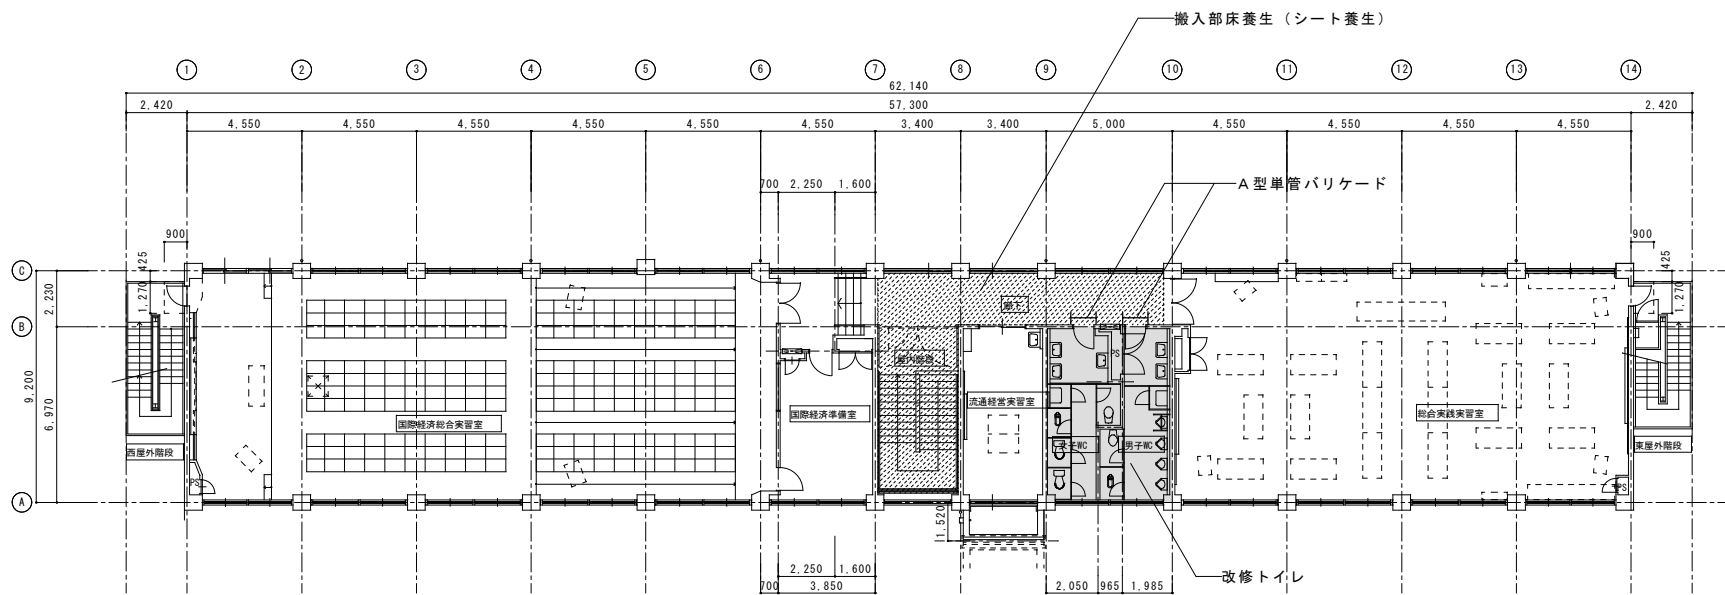 搬入部床養生（シート養生）
1 2 3 4 5 6 7 8 9 10 11 12 13 14
62,140
2,420 57,300 2,420
4,550 4,550 4,550 4,550 4,550 4,550 3,400 3,400 5,000 4,550 4,550 4,550 4,550
700 2,250 1,600
A型単管バリケード
900 900
C
425 425
2,230 1,270 1,270
廊下
B
屋内階段
PS
9,200
6,970
国際経済総合実習室
国際経済準備室
流通経営実習室
総合実践実習室
女子WC 男子WC
西屋外階段 東屋外階段
PS PS
A
1,520
2,250 1,600
改修トイレ
700 3,850 2,050 965 1,985